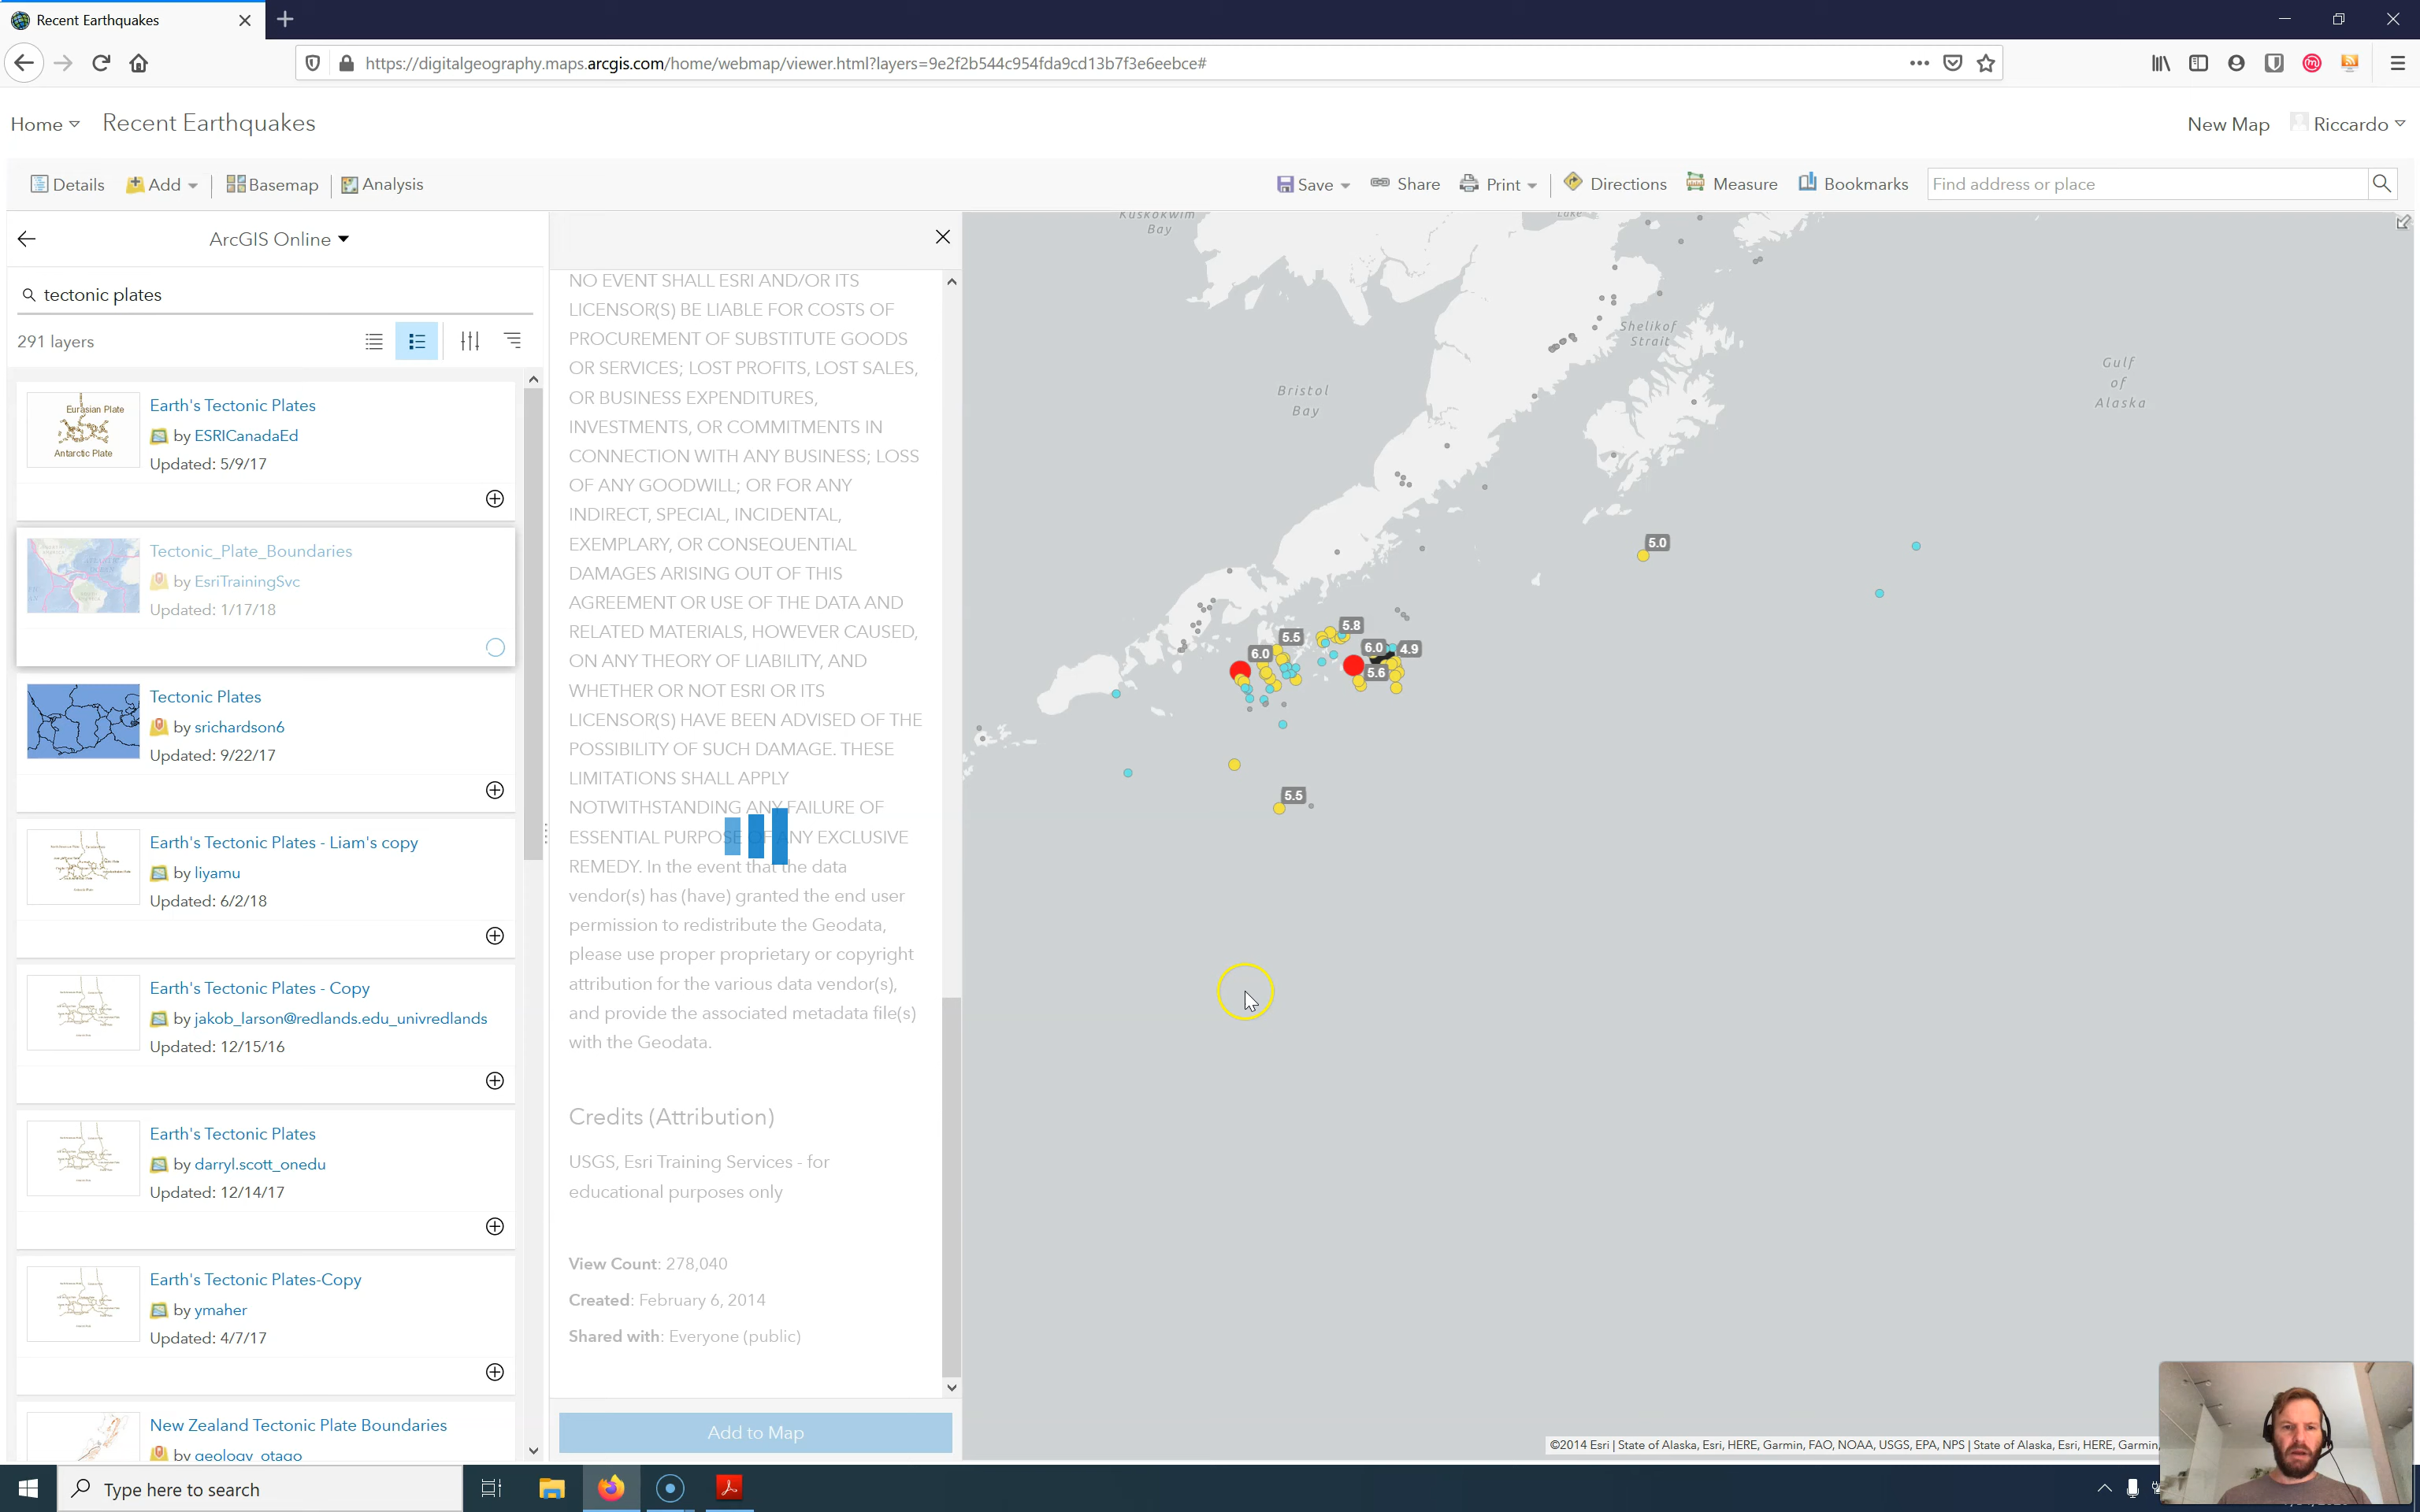 Recent Earthquakes
https://digitalgeography.maps.arcgis.com/home/webmap/viewer.html?layers=9e2f2b544c954fda9cd13b7f3e6eebce#
Home Recent Earthquakes
New Map Riccardo
Details Add Basemap Analysis
Save Share Print Directions Measure Bookmarks Find address or place
ArcGIS Online
tectonic plates
291 layers
Eurasian Plate
Antarctic Plate
Earth's Tectonic Plates
by ESRICanadaEd
Updated: 5/9/17
Tectonic_Plate_Boundaries
by EsriTrainingSvc
Updated: 1/17/18
Tectonic Plates
by srichardson6
Updated: 9/22/17
Earth's Tectonic Plates - Liam's copy
by liyamu
Updated: 6/2/18
Earth's Tectonic Plates - Copy
by jakob_larson@redlands.edu_univredlands
Updated: 12/15/16
Earth's Tectonic Plates
by darryl.scott_onedu
Updated: 12/14/17
Earth's Tectonic Plates-Copy
by ymaher
Updated: 4/7/17
New Zealand Tectonic Plate Boundaries
by geology_otago
NO EVENT SHALL ESRI AND/OR ITS
LICENSOR(S) BE LIABLE FOR COSTS OF
PROCUREMENT OF SUBSTITUTE GOODS
OR SERVICES; LOST PROFITS, LOST SALES,
OR BUSINESS EXPENDITURES,
INVESTMENTS, OR COMMITMENTS IN
CONNECTION WITH ANY BUSINESS; LOSS
OF ANY GOODWILL; OR FOR ANY
INDIRECT, SPECIAL, INCIDENTAL,
EXEMPLARY, OR CONSEQUENTIAL
DAMAGES ARISING OUT OF THIS
AGREEMENT OR USE OF THE DATA AND
RELATED MATERIALS, HOWEVER CAUSED,
ON ANY THEORY OF LIABILITY, AND
WHETHER OR NOT ESRI OR ITS
LICENSOR(S) HAVE BEEN ADVISED OF THE
POSSIBILITY OF SUCH DAMAGE. THESE
LIMITATIONS SHALL APPLY
NOTWITHSTANDING ANY FAILURE OF
ESSENTIAL PURPOSE OF ANY EXCLUSIVE
REMEDY. In the event that the data
vendor(s) has (have) granted the end user
permission to redistribute the Geodata,
please use proper proprietary or copyright
attribution for the various data vendor(s),
and provide the associated metadata file(s)
with the Geodata.
Credits (Attribution)
USGS, Esri Training Services - for
educational purposes only
View Count: 278,040
Created: February 6, 2014
Shared with: Everyone (public)
Add to Map
Kuskokwim
Bay
Lake
Shelikof
Strait
Bristol
Bay
Gulf
of
Alaska
5.0
5.8
5.5
6.0
6.0
4.9
5.6
5.5
©2014 Esri | State of Alaska, Esri, HERE, Garmin, FAO, NOAA, USGS, EPA, NPS | State of Alaska, Esri, HERE, Garmin,
Type here to search